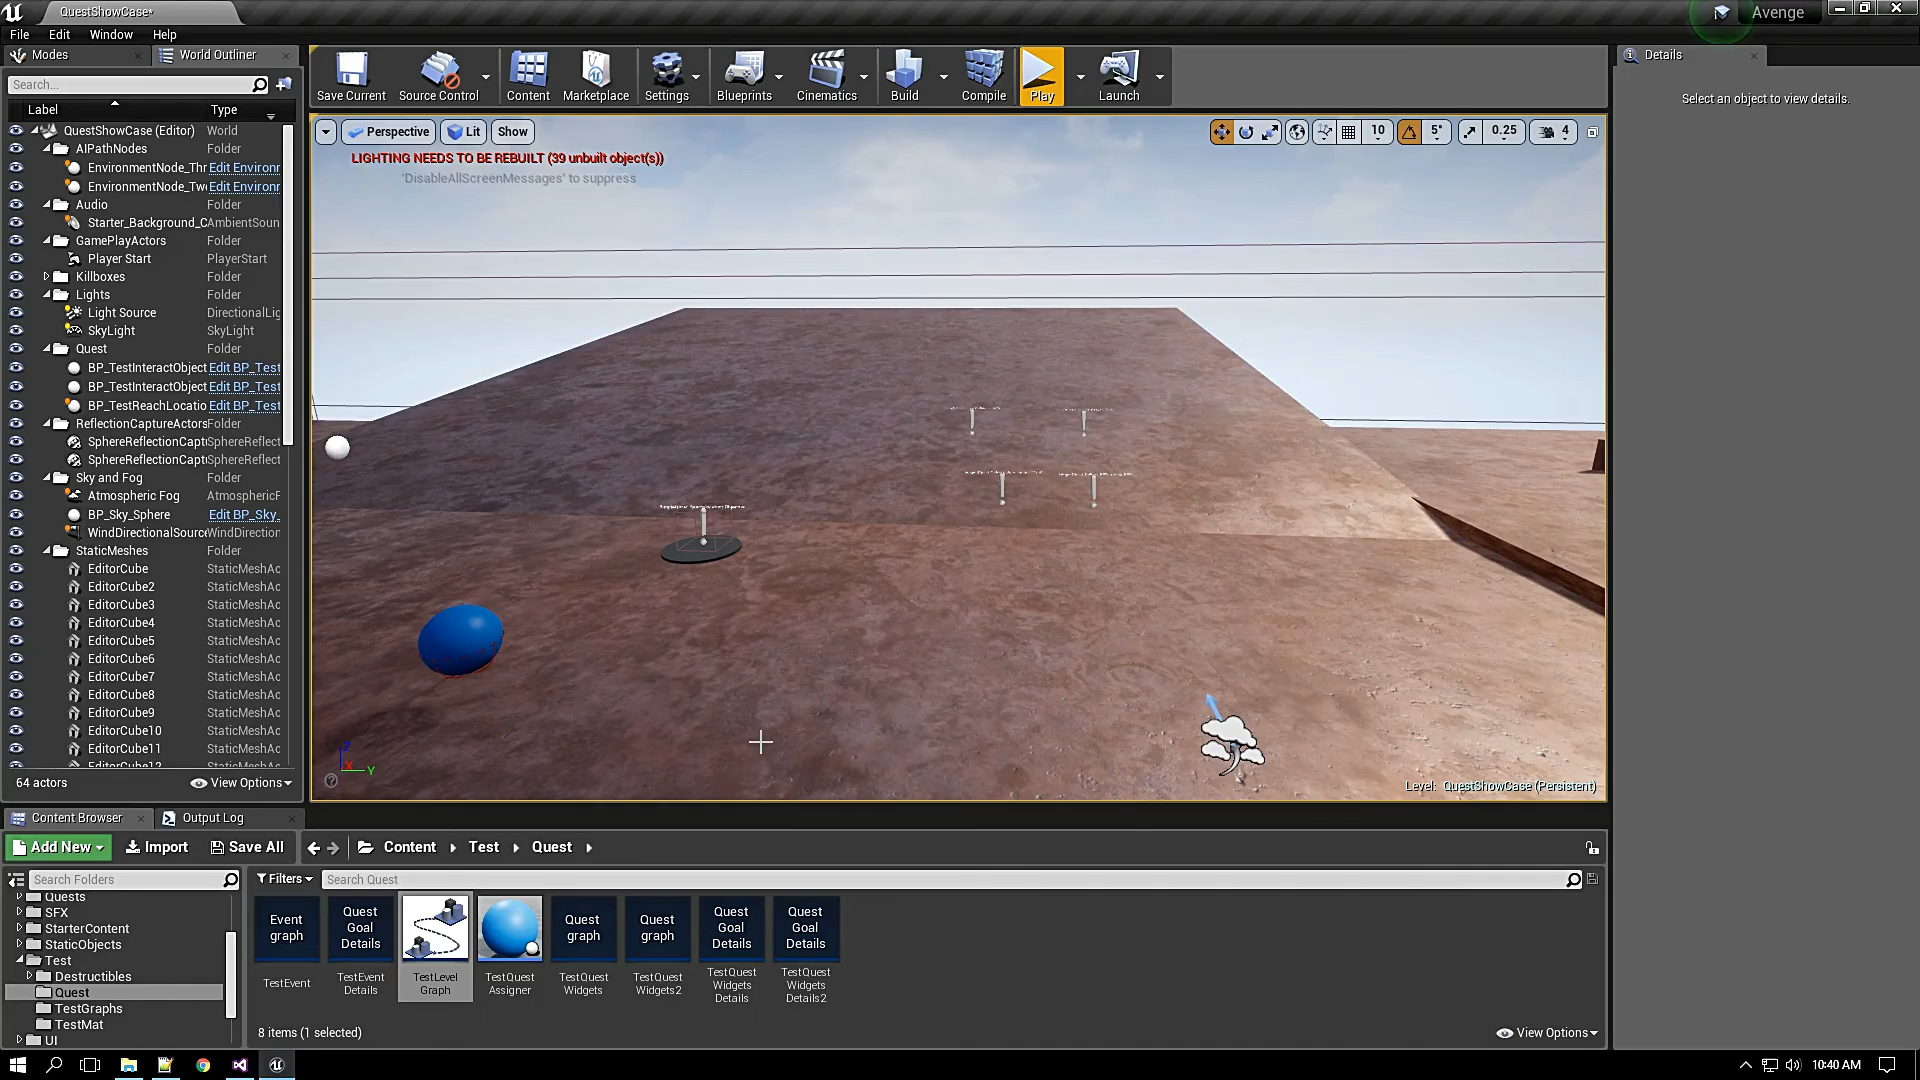 QuestShowCase*
Avenge
File Edit Window Help
Modes
World Outliner
Search...
Label Type
QuestShowCase (Editor) World
AIPathNodes Folder
EnvironmentNode_Thr Edit Environr
EnvironmentNode_Tw Edit Environr
Audio Folder
Starter_Background_C AmbientSoun
GamePlayActors Folder
Player Start PlayerStart
Killboxes Folder
Lights Folder
Light Source DirectionalLig
SkyLight SkyLight
Quest Folder
BP_TestInteractObject Edit BP_Test
BP_TestInteractObject Edit BP_Test
BP_TestReachLocatio Edit BP_Test
ReflectionCaptureActors Folder
SphereReflectionCapt SphereReflect
SphereReflectionCapt SphereReflect
Sky and Fog Folder
Atmospheric Fog AtmosphericF
BP_Sky_Sphere Edit BP_Sky_
WindDirectionalSource WindDirection
StaticMeshes Folder
EditorCube StaticMeshAc
EditorCube2 StaticMeshAc
EditorCube3 StaticMeshAc
EditorCube4 StaticMeshAc
EditorCube5 StaticMeshAc
EditorCube6 StaticMeshAc
EditorCube7 StaticMeshAc
EditorCube8 StaticMeshAc
EditorCube9 StaticMeshAc
EditorCube10 StaticMeshAc
EditorCube11 StaticMeshAc
EditorCube12 StaticMeshAc
64 actors
View Options
Save Current Source Control Content Marketplace Settings Blueprints Cinematics Build Compile Play Launch
Perspective Lit Show
10 5° 0.25 4
LIGHTING NEEDS TO BE REBUILT (39 unbuilt object(s))
'DisableAllScreenMessages' to suppress
Z
X
Y
Level: QuestShowCase (Persistent)
Details
Select an object to view details.
Content Browser
Output Log
Add New Import Save All
Content Test Quest
Search Folders
Quests
SFX
StarterContent
StaticObjects
Test
Destructibles
Quest
TestGraphs
TestMat
UI
Filters
Search Quest
Event graph
TestEvent
Quest Goal Details
TestEvent Details
TestLevel Graph
TestQuest Assigner
Quest graph
TestQuest Widgets
Quest graph
TestQuest Widgets2
Quest Goal Details
TestQuest Widgets Details
Quest Goal Details
TestQuest Widgets Details2
8 items (1 selected)
View Options
10:40 AM